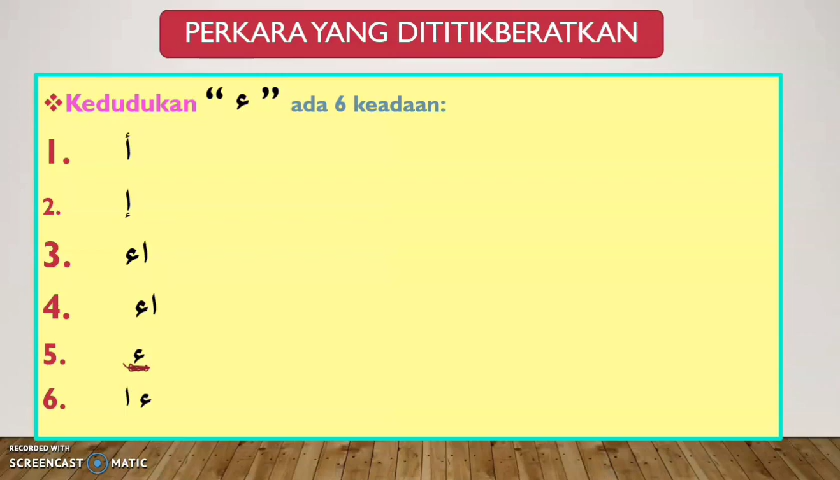 PERKARA YANG DITITIKBERATKAN
❖Kedudukan “ ء ” ada 6 keadaan:
1. أ
2. إ
3. اء
4. اء
5. ء
6. ء ا
RECORDED WITH
SCREENCAST MATIC